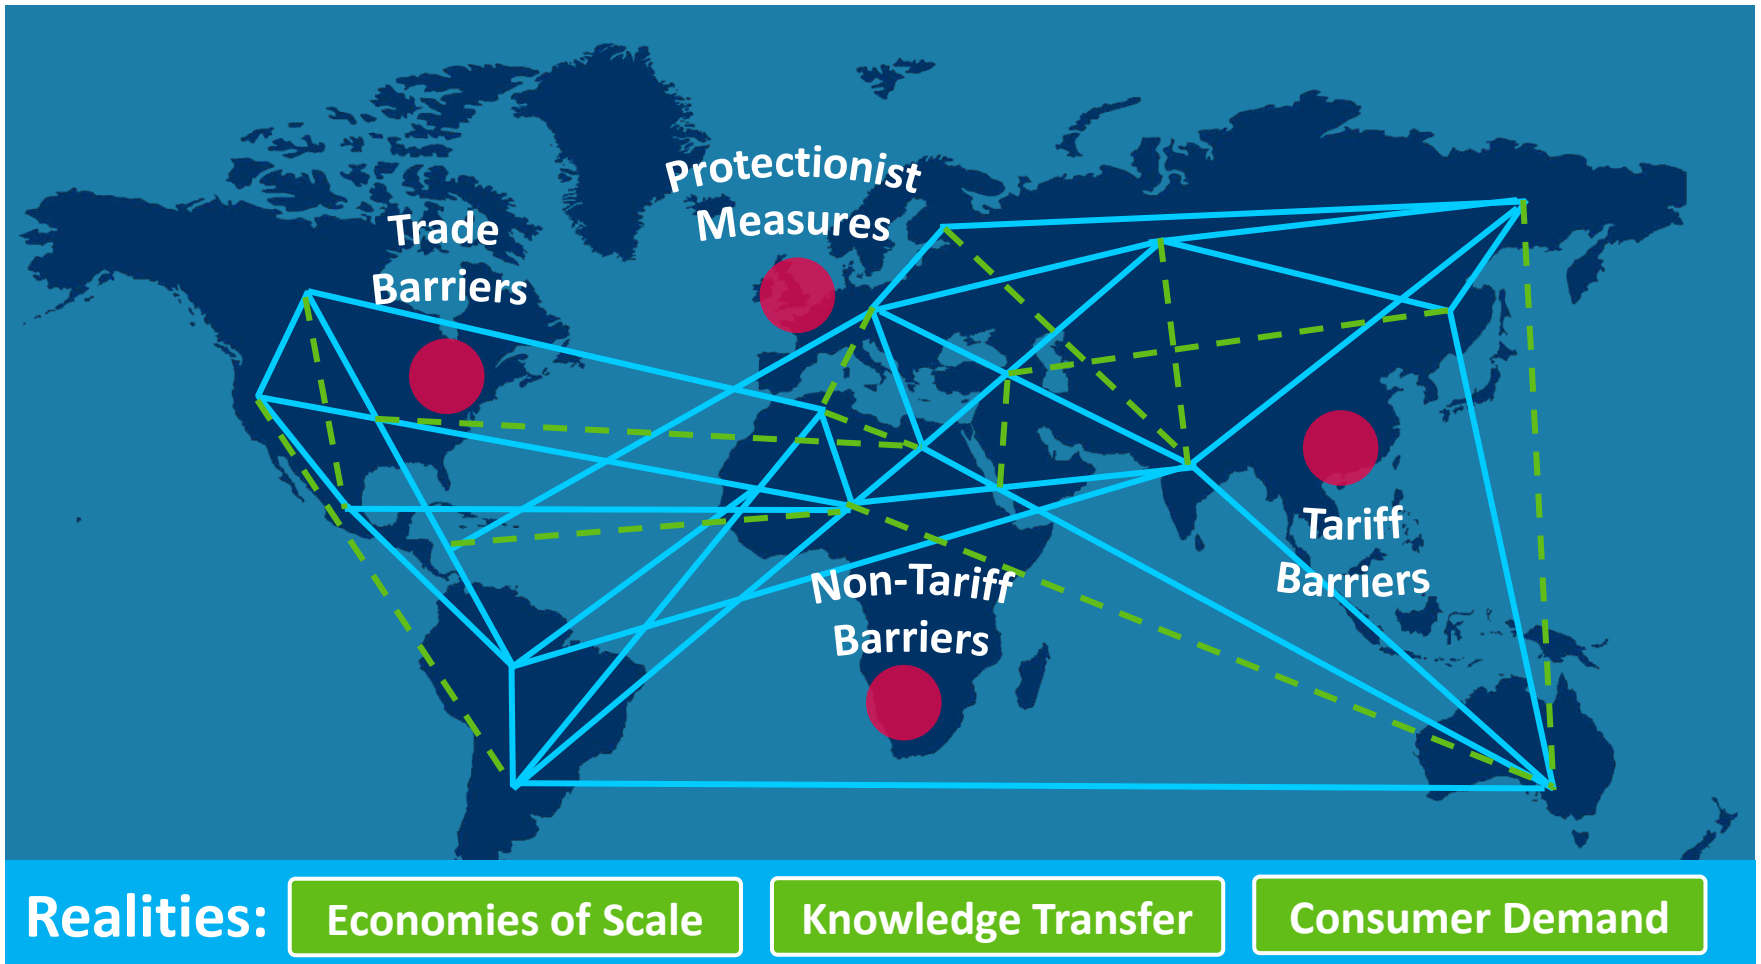 Protectionist
Measures
Trade
Barriers
Tariff
Barriers
Non-Tariff
Barriers
Realities:
Economies of Scale
Knowledge Transfer
Consumer Demand